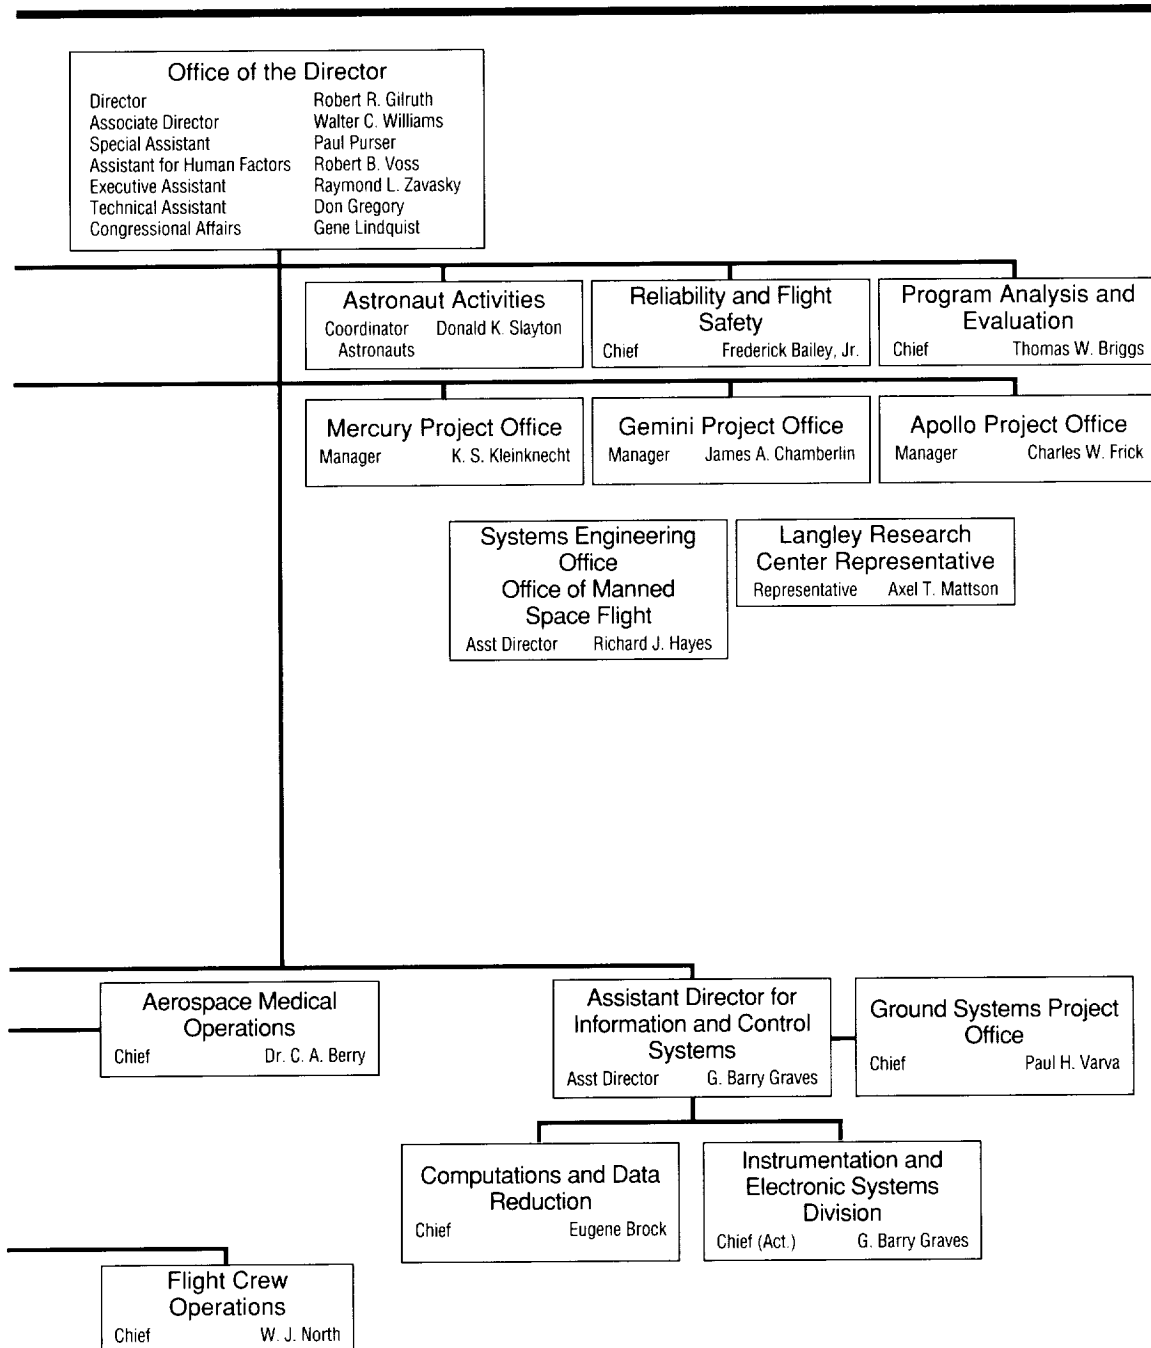 Office of the Director
Director Robert R. Gilruth
Associate Director Walter C. Williams
Special Assistant Paul Purser
Assistant for Human Factors Robert B. Voss
Executive Assistant Raymond L. Zavasky
Technical Assistant Don Gregory
Congressional Affairs Gene Lindquist
Astronaut Activities
Coordinator Donald K. Slayton
Astronauts
Reliability and Flight
Safety
Chief Frederick Bailey, Jr.
Program Analysis and
Evaluation
Chief Thomas W. Briggs
Mercury Project Office
Manager K. S. Kleinknecht
Gemini Project Office
Manager James A. Chamberlin
Apollo Project Office
Manager Charles W. Frick
Systems Engineering
Office
Office of Manned
Space Flight
Asst Director Richard J. Hayes
Langley Research
Center Representative
Representative Axel T. Mattson
Aerospace Medical
Operations
Chief Dr. C. A. Berry
Assistant Director for
Information and Control
Systems
Asst Director G. Barry Graves
Ground Systems Project
Office
Chief Paul H. Varva
Computations and Data
Reduction
Chief Eugene Brock
Instrumentation and
Electronic Systems
Division
Chief (Act.) G. Barry Graves
Flight Crew
Operations
Chief W. J. North